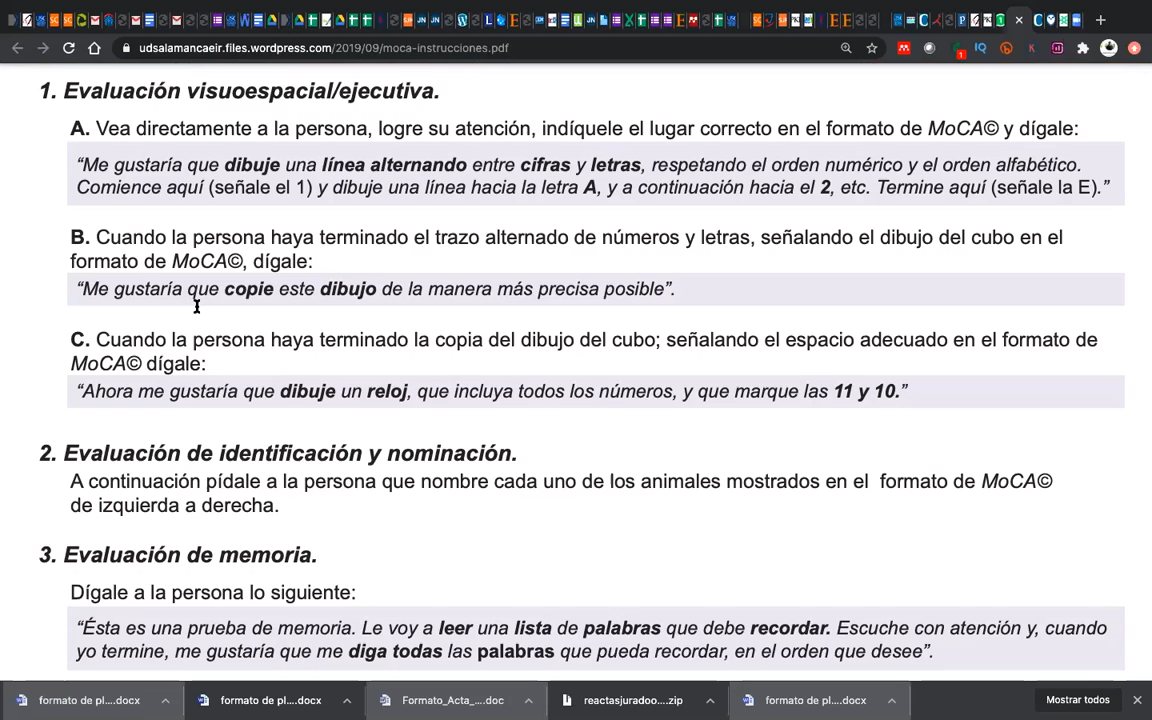 udsalamancaeir.files.wordpress.com/2019/09/moca-instrucciones.pdf
1. Evaluación visuoespacial/ejecutiva.
A. Vea directamente a la persona, logre su atención, indíquele el lugar correcto en el formato de MoCA© y dígale:
“Me gustaría que dibuje una línea alternando entre cifras y letras, respetando el orden numérico y el orden alfabético.
Comience aquí (señale el 1) y dibuje una línea hacia la letra A, y a continuación hacia el 2, etc. Termine aquí (señale la E).”
B. Cuando la persona haya terminado el trazo alternado de números y letras, señalando el dibujo del cubo en el
formato de MoCA©, dígale:
“Me gustaría que copie este dibujo de la manera más precisa posible”.
C. Cuando la persona haya terminado la copia del dibujo del cubo; señalando el espacio adecuado en el formato de
MoCA© dígale:
“Ahora me gustaría que dibuje un reloj, que incluya todos los números, y que marque las 11 y 10.”
2. Evaluación de identificación y nominación.
A continuación pídale a la persona que nombre cada uno de los animales mostrados en el formato de MoCA©
de izquierda a derecha.
3. Evaluación de memoria.
Dígale a la persona lo siguiente:
“Ésta es una prueba de memoria. Le voy a leer una lista de palabras que debe recordar. Escuche con atención y, cuando
yo termine, me gustaría que me diga todas las palabras que pueda recordar, en el orden que desee”.
formato de pl....docx formato de pl....docx Formato_Acta_....doc reactasjuradoo....zip formato de pl....docx Mostrar todos